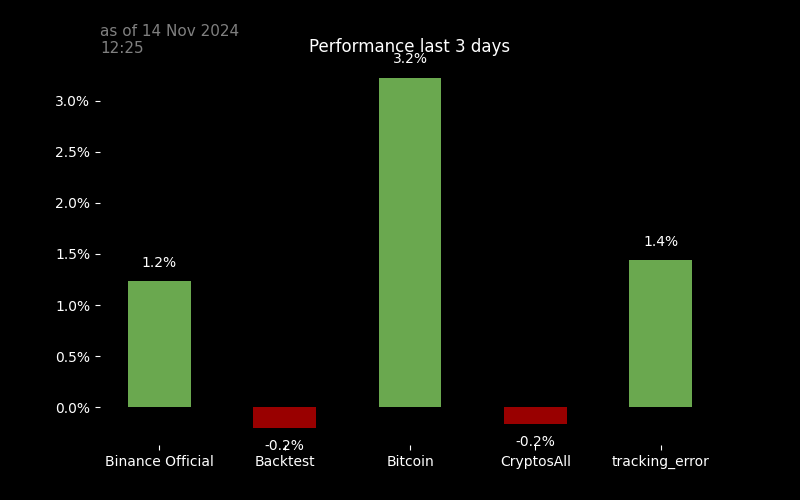 as of 14 Nov 2024
12:25
Performance last 3 days
3.2%
3.0%
2.5%
2.0%
1.5%
1.0%
0.5%
0.0%
1.2%
1.4%
-0.2%
-0.2%
Binance Official
Backtest
Bitcoin
CryptosAll
tracking_error